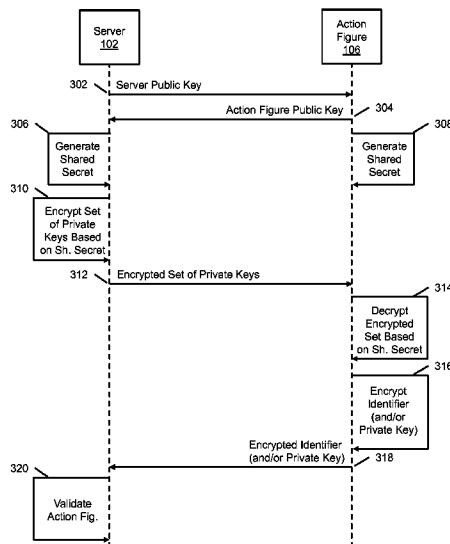 Server
102
Action
Figure
106
302
Server Public Key
Action Figure Public Key
304
306
Generate
Shared
Secret
308
Generate
Shared
Secret
310
Encrypt Set
of Private
Keys Based
on Sh. Secret
312
Encrypted Set of Private Keys
314
Decrypt
Encrypted
Set Based
on Sh. Secret
316
Encrypt
Identifier
(and/or
Private Key)
Encrypted Identifier
(and/or Private Key)
318
320
Validate
Action Fig.